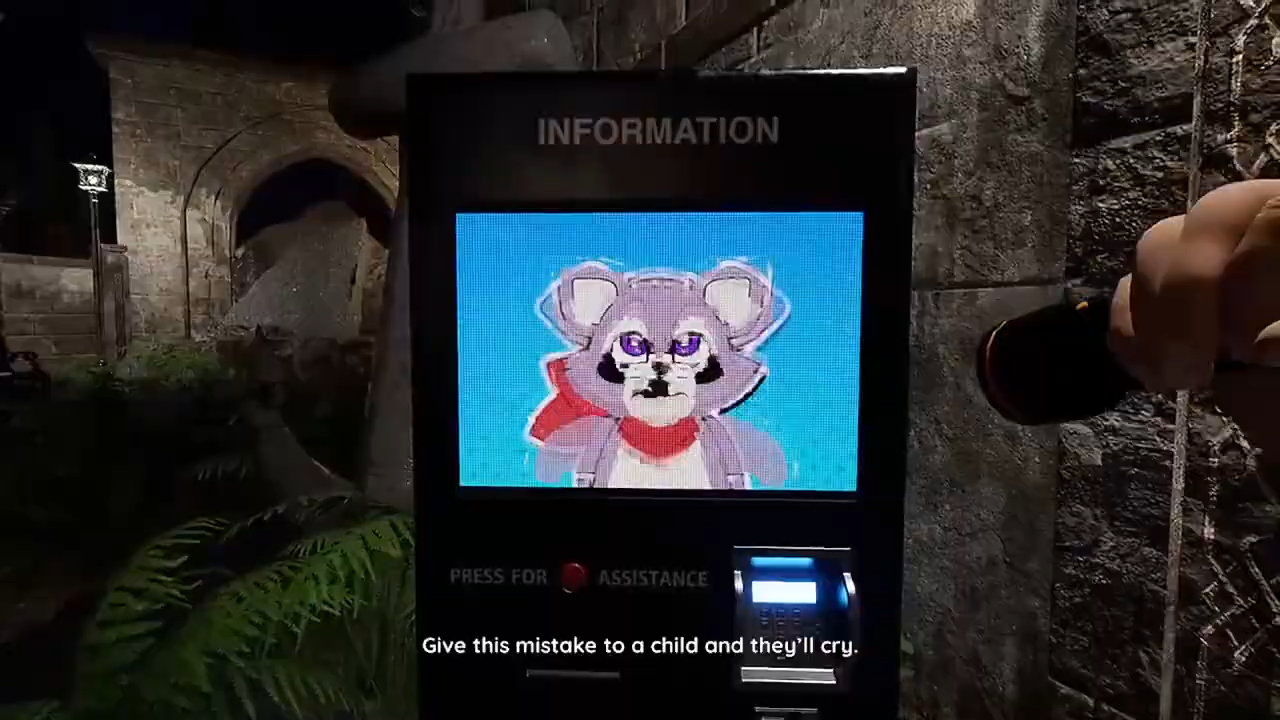 INFORMATION
PRESS FOR ASSISTANCE
Give this mistake to a child and they'll cry.